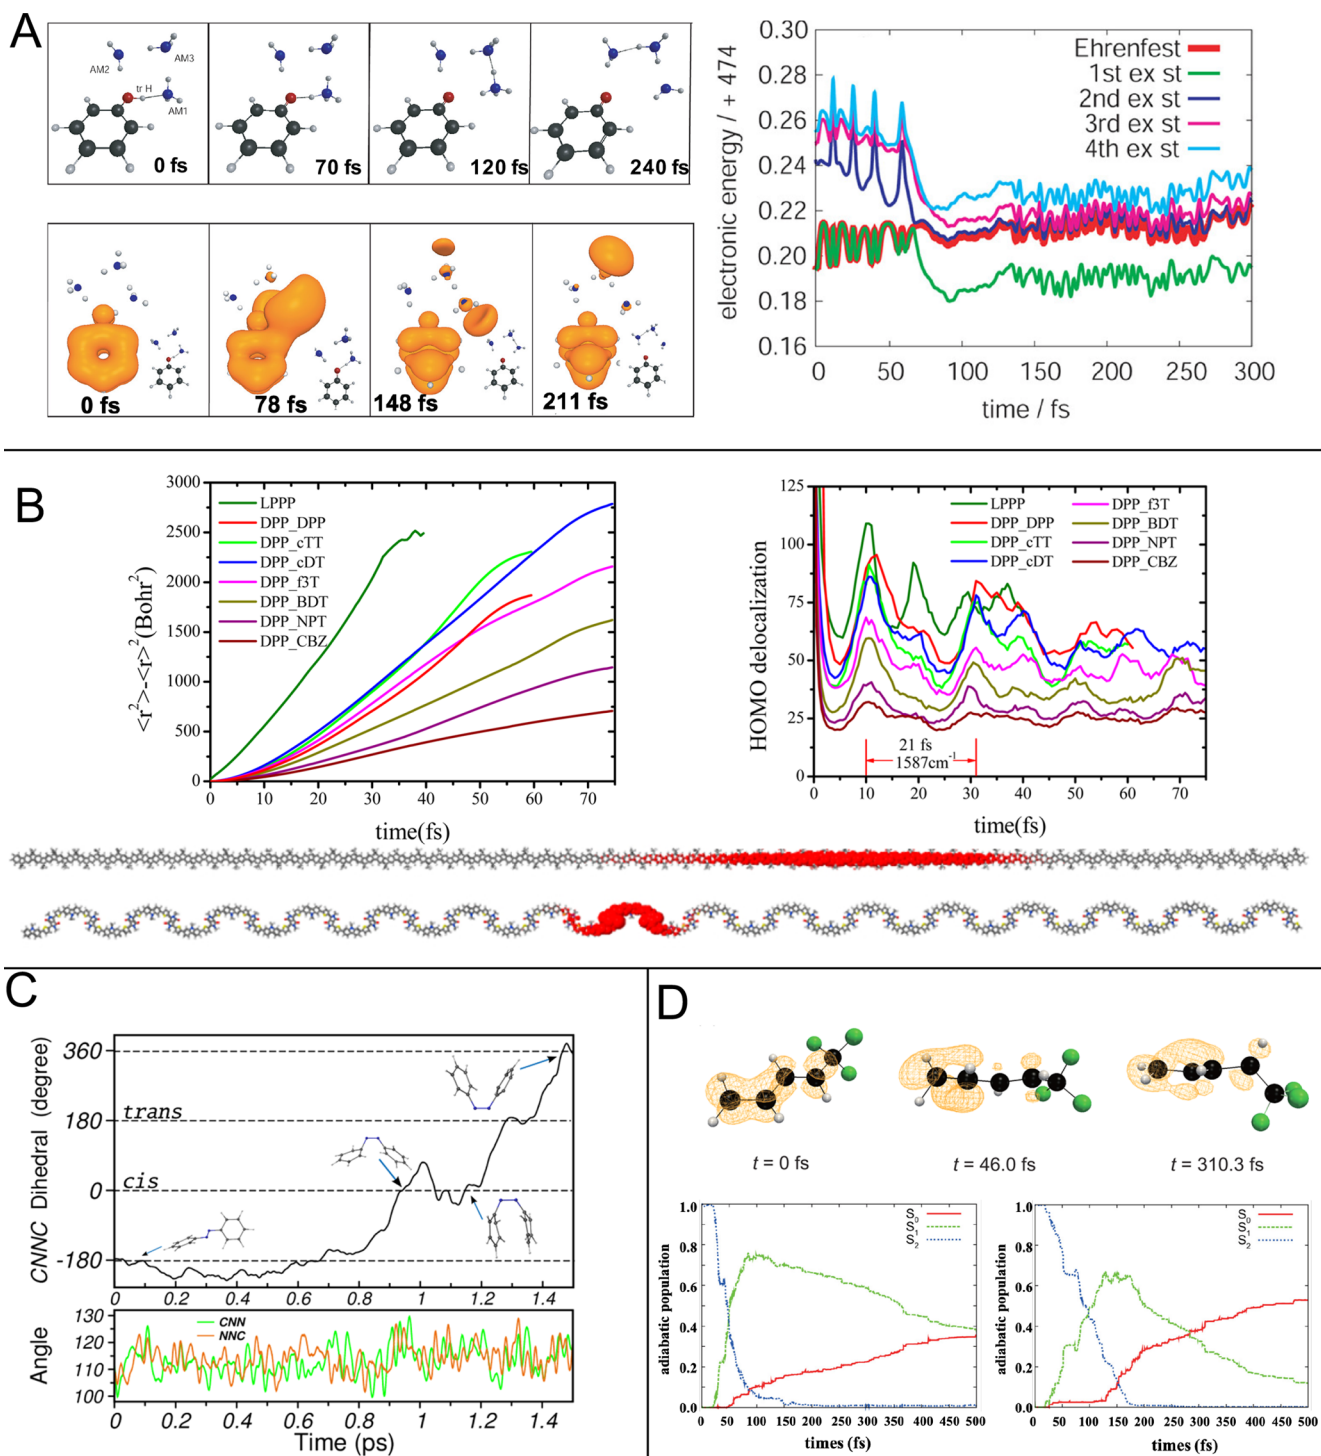 A
AM2
AM3
tr H
AM1
0 fs
70 fs
120 fs
240 fs
0 fs
78 fs
148 fs
211 fs
electronic energy / + 474
0.30
0.28
0.26
0.24
0.22
0.20
0.18
0.16
Ehrenfest
1st ex st
2nd ex st
3rd ex st
4th ex st
0 50 100 150 200 250 300
time / fs
B
<r²>-<r>²(Bohr²)
3000
2500
2000
1500
1000
500
0
LPPP
DPP_DPP
DPP_cTT
DPP_cDT
DPP_f3T
DPP_BDT
DPP_NPT
DPP_CBZ
0 10 20 30 40 50 60 70
time(fs)
HOMO delocalization
125
100
75
50
25
0
LPPP
DPP_DPP
DPP_cTT
DPP_cDT
DPP_f3T
DPP_BDT
DPP_NPT
DPP_CBZ
21 fs
1587cm⁻¹
0 10 20 30 40 50 60 70
time(fs)
C
CNNC Dihedral (degree)
360
180
0
-180
trans
cis
0 0.2 0.4 0.6 0.8 1 1.2 1.4
Angle
130
120
110
100
CNN
NNC
0 0.2 0.4 0.6 0.8 1 1.2 1.4
Time (ps)
D
t = 0 fs
t = 46.0 fs
t = 310.3 fs
adiabatic population
1.0
0.8
0.6
0.4
0.2
0
S₀
S₁
S₂
0 50 100 150 200 250 300 350 400 450 500
times (fs)
adiabatic population
1.0
0.8
0.6
0.4
0.2
0
S₀
S₁
S₂
0 50 100 150 200 250 300 350 400 450 500
times (fs)